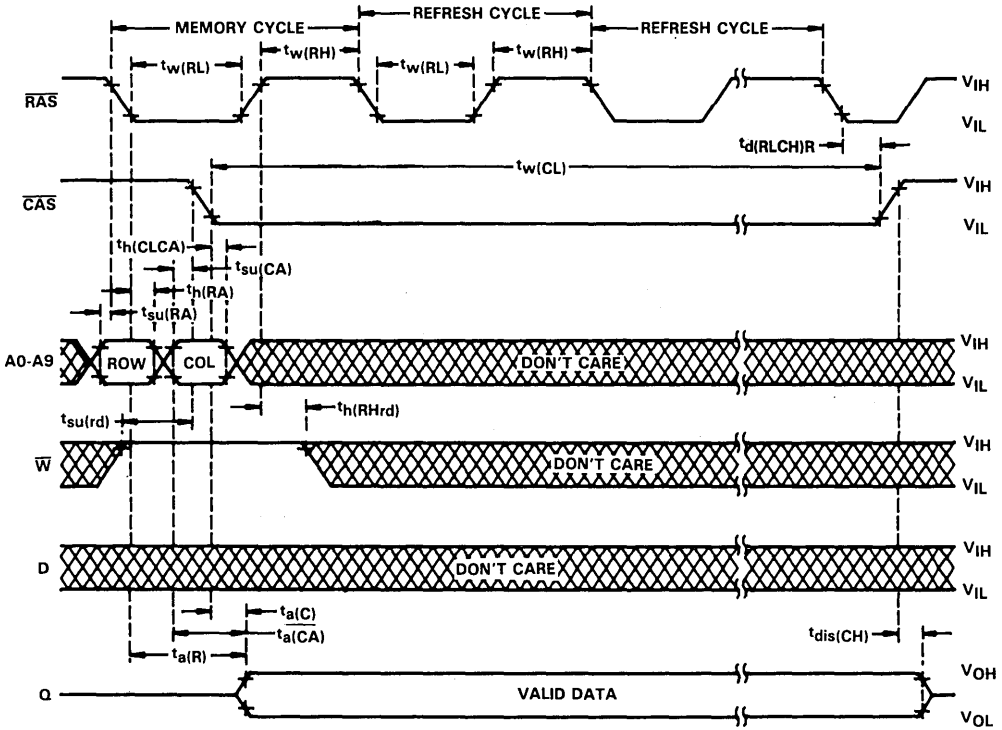 REFRESH CYCLE
MEMORY CYCLE
REFRESH CYCLE
tw(RH)
tw(RH)
tw(RL)
tw(RL)
RAS
VIH
VIL
td(RLCH)R
tw(CL)
CAS
VIH
VIL
th(CLCA)
tsu(CA)
th(RA)
tsu(RA)
A0-A9
ROW
COL
DON'T CARE
VIH
VIL
tsu(rd)
th(RHrd)
W
DON'T CARE
VIH
VIL
D
DON'T CARE
VIH
VIL
ta(C)
ta(CA)
ta(R)
tdis(CH)
Q
VALID DATA
VOH
VOL